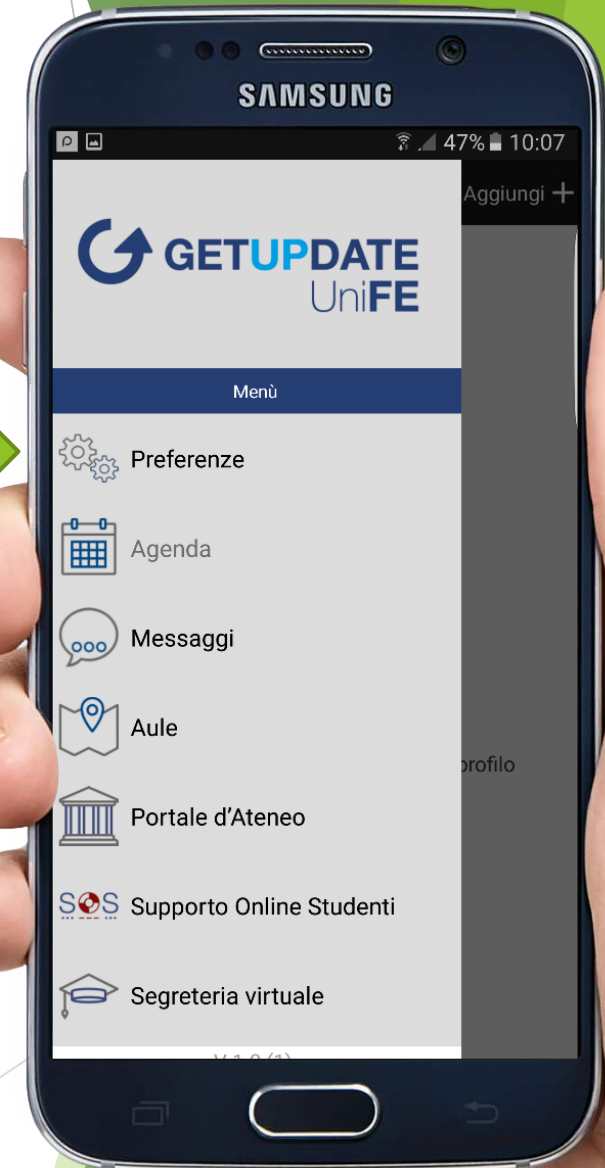 SAMSUNG
47% 10:07
Aggiungi +
GETUPDATE
UniFE
Menù
Preferenze
Agenda
Messaggi
Aule
profilo
Portale d'Ateneo
SOS Supporto Online Studenti
Segreteria virtuale